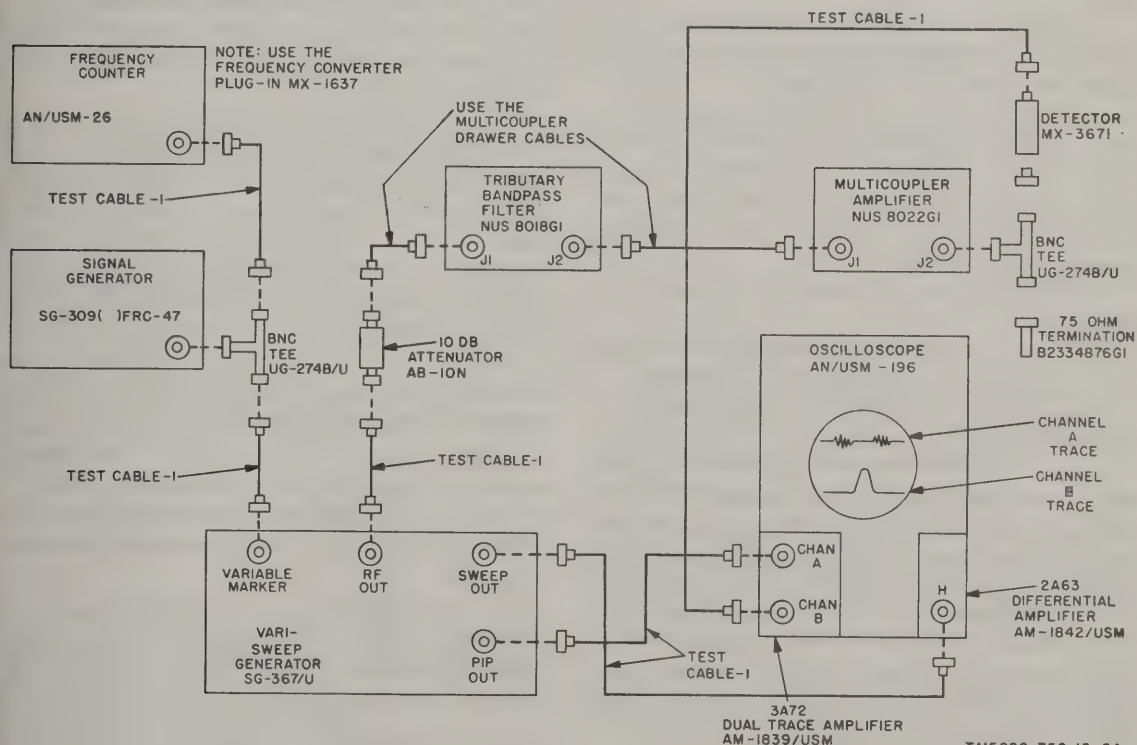 TEST CABLE-1
FREQUENCY
COUNTER
AN/USM-26
NOTE: USE THE
FREQUENCY CONVERTER
PLUG-IN MX-1637
USE THE
MULTICOUPLER
DRAWER CABLES
DETECTOR
MX-3671
TEST CABLE-1
TRIBUTARY
BANDPASS
FILTER
NUS 8018G1
J1
J2
MULTICOUPLER
AMPLIFIER
NUS 8022G1
J1
J2
BNC
TEE
UG-274B/U
SIGNAL
GENERATOR
SG-309( )FRC-47
BNC
TEE
UG-274B/U
10 DB
ATTENUATOR
AB-10N
75 OHM
TERMINATION
B2334876G1
OSCILLOSCOPE
AN/USM-196
CHANNEL
A
TRACE
CHANNEL
B
TRACE
TEST CABLE-1
TEST CABLE-1
VARIABLE
MARKER
RF
OUT
SWEEP
OUT
CHAN
A
CHAN
B
H
2A63
DIFFERENTIAL
AMPLIFIER
AM-1842/USM
VARI-
SWEEP
GENERATOR
SG-367/U
PIP
OUT
TEST
CABLE-1
3A72
DUAL TRACE AMPLIFIER
AM-1839/USM